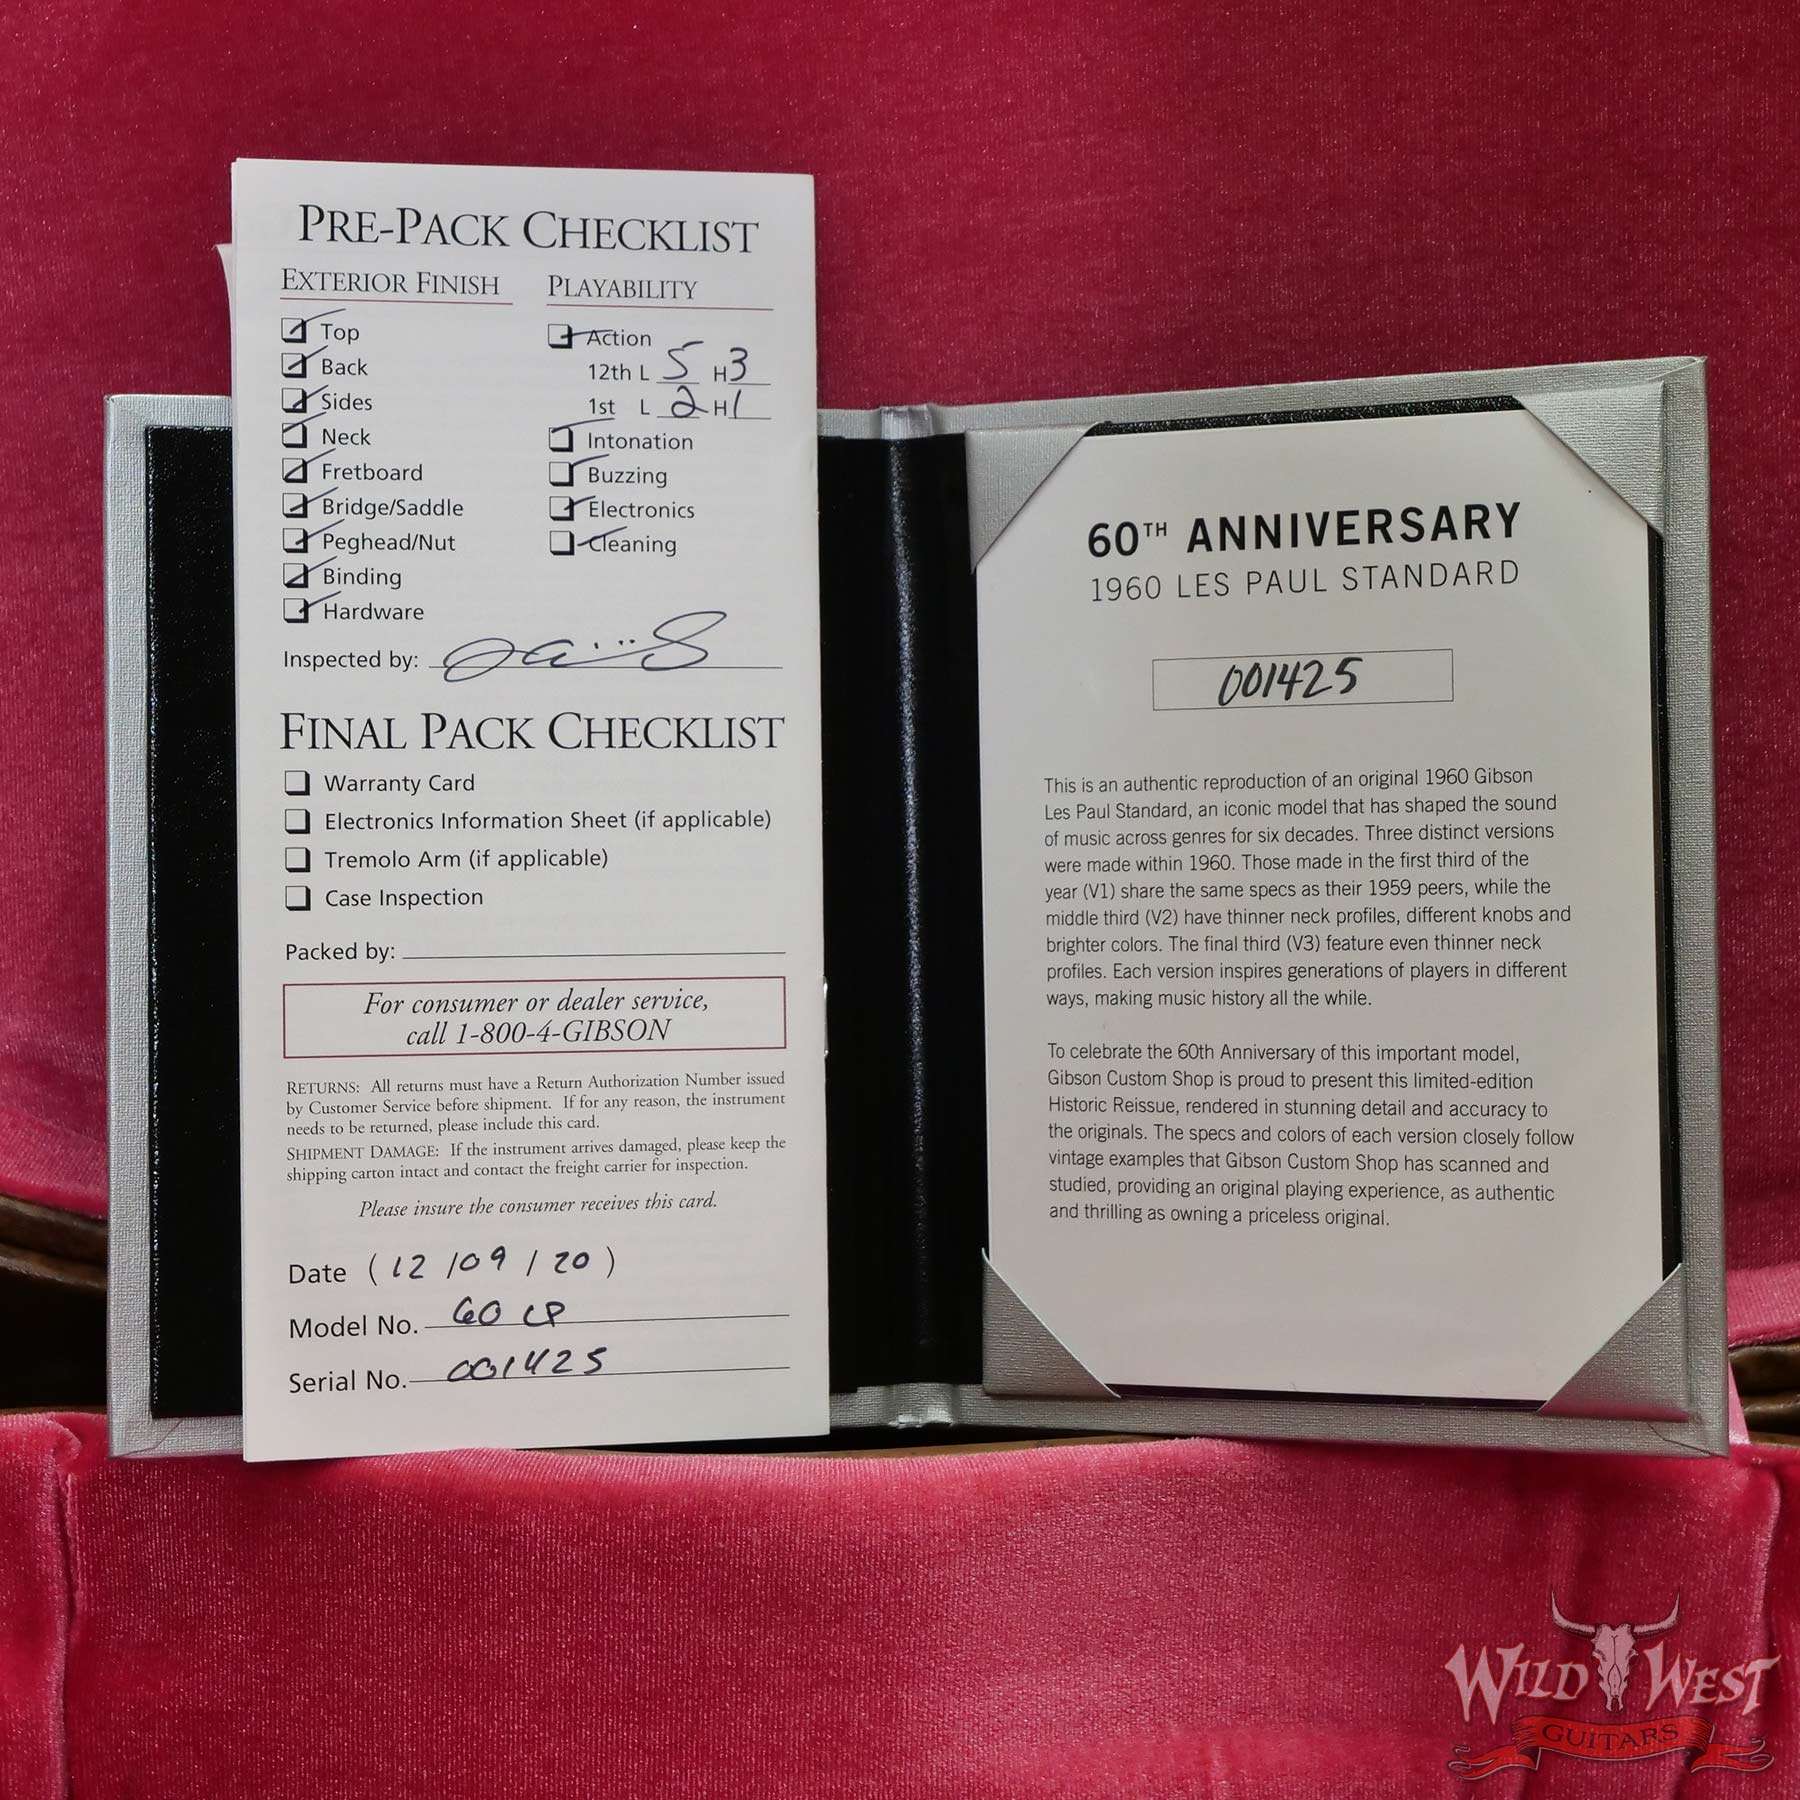 PRE-PACK CHECKLIST
EXTERIOR FINISH
Top
Back
Sides
Neck
Fretboard
Bridge/Saddle
Peghead/Nut
Binding
Hardware
PLAYABILITY
Action
12th L 5 H 3
1st L 2 H 1
Intonation
Buzzing
Electronics
Cleaning
Inspected by:
FINAL PACK CHECKLIST
Warranty Card
Electronics Information Sheet (if applicable)
Tremolo Arm (if applicable)
Case Inspection
Packed by:
For consumer or dealer service,
call 1-800-4-GIBSON
RETURNS: All returns must have a Return Authorization Number issued
by Customer Service before shipment. If for any reason, the instrument
needs to be returned, please include this card.
SHIPMENT DAMAGE: If the instrument arrives damaged, please keep the
shipping carton intact and contact the freight carrier for inspection.
Please insure the consumer receives this card.
Date (12/09/20)
Model No. 60 LP
Serial No. 001425
60TH ANNIVERSARY
1960 LES PAUL STANDARD
001425
This is an authentic reproduction of an original 1960 Gibson
Les Paul Standard, an iconic model that has shaped the sound
of music across genres for six decades. Three distinct versions
were made within 1960. Those made in the first third of the
year (V1) share the same specs as their 1959 peers, while the
middle third (V2) have thinner neck profiles, different knobs and
brighter colors. The final third (V3) feature even thinner neck
profiles. Each version inspires generations of players in different
ways, making music history all the while.
To celebrate the 60th Anniversary of this important model,
Gibson Custom Shop is proud to present this limited-edition
Historic Reissue, rendered in stunning detail and accuracy to
the originals. The specs and colors of each version closely follow
vintage examples that Gibson Custom Shop has scanned and
studied, providing an original playing experience, as authentic
and thrilling as owning a priceless original.
WILD WEST
GUITARS